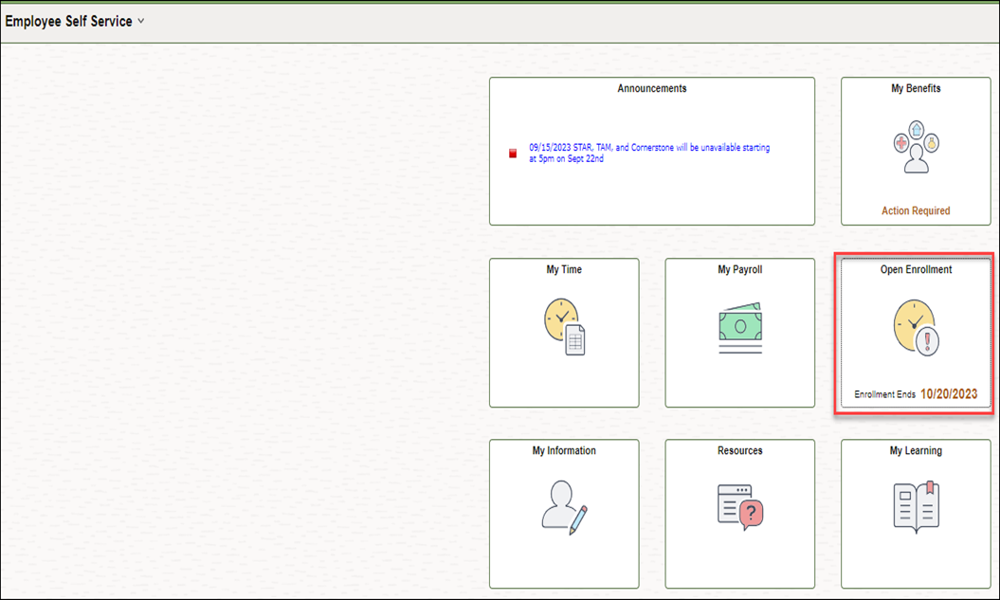 Employee Self Service
Announcements
09/15/2023 STAR, TAM, and Cornerstone will be unavailable starting
at 5pm on Sept 22nd
My Benefits
Action Required
My Time
My Payroll
Open Enrollment
Enrollment Ends 10/20/2023
My Information
Resources
My Learning